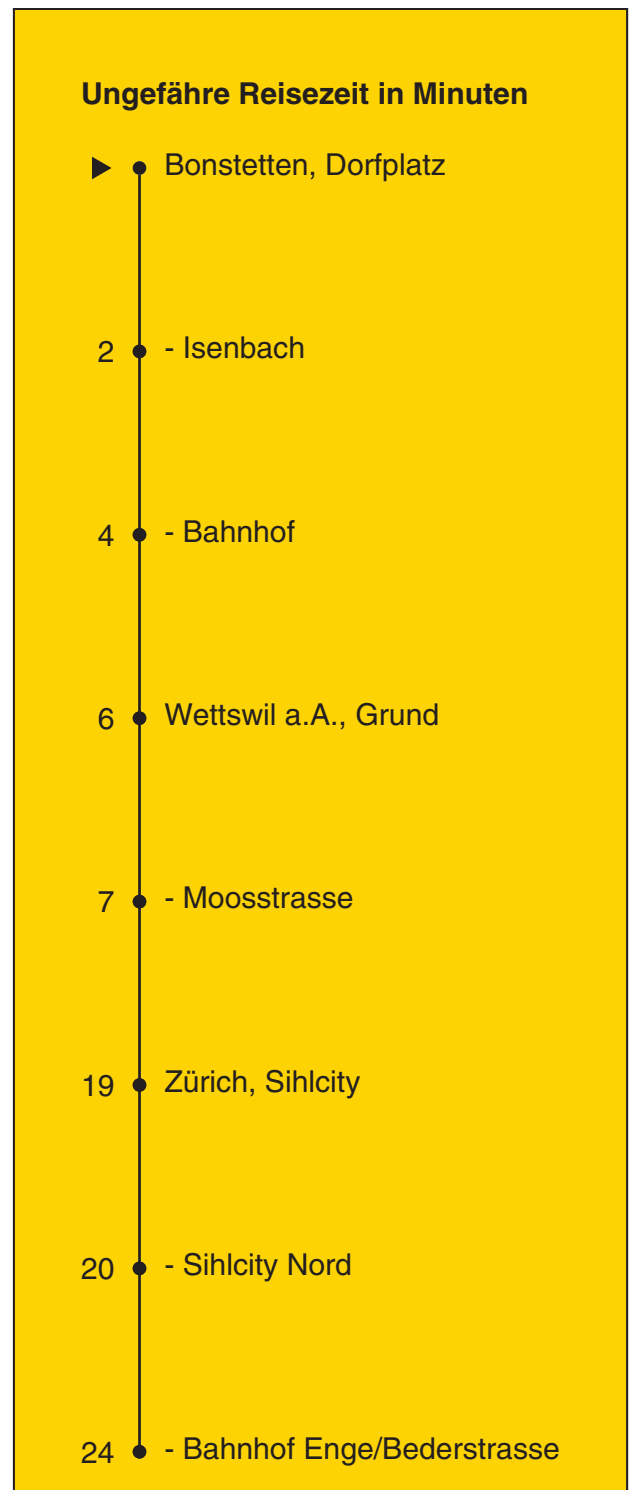 Ungefähre Reisezeit in Minuten
Bonstetten, Dorfplatz
2 - Isenbach
4 - Bahnhof
6 Wettswil a.A., Grund
7 - Moosstrasse
19 Zürich, Sihlcity
20 - Sihlcity Nord
24 - Bahnhof Enge/Bederstrasse